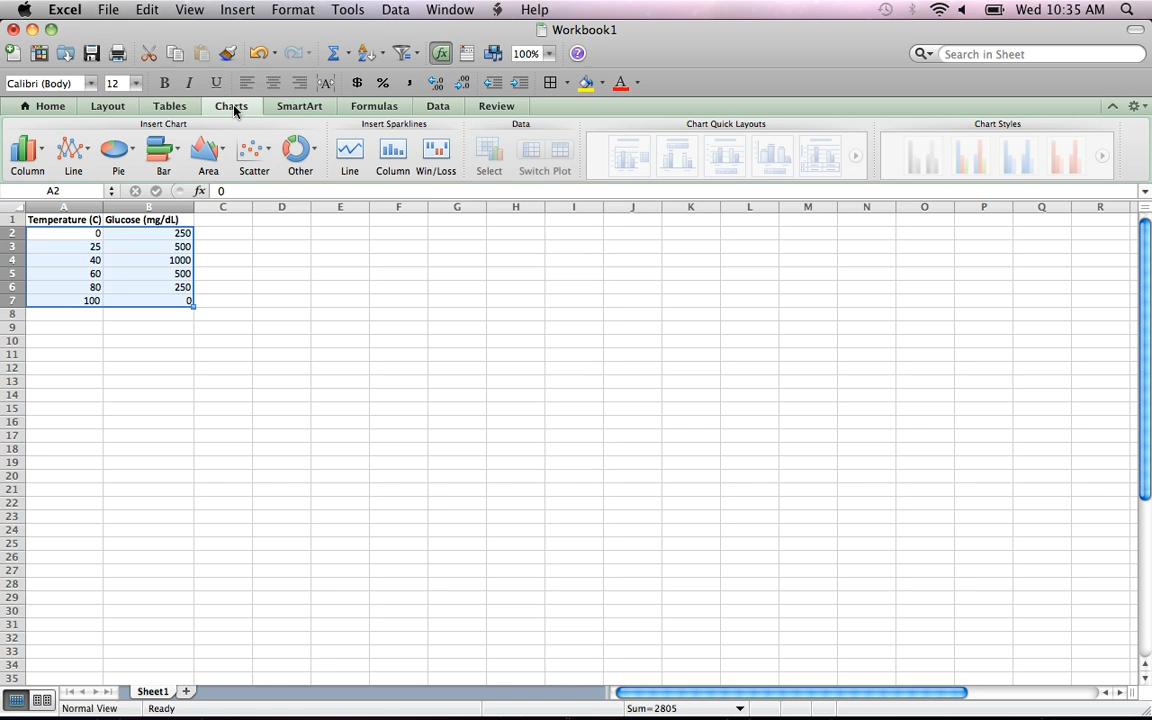 Excel File Edit View Insert Format Tools Data Window Help Wed 10:35 AM
Workbook1
100% Search in Sheet
Calibri (Body) 12 B I U A $ % , A
Home Layout Tables Charts SmartArt Formulas Data Review
Insert Chart Insert Sparklines Data Chart Quick Layouts Chart Styles
Column Line Pie Bar Area Scatter Other Line Column Win/Loss Select Switch Plot
A2 fx 0
A B C D E F G H I J K L M N O P Q R
1 Temperature (C) Glucose (mg/dL)
2 0 250
3 25 500
4 40 1000
5 60 500
6 80 250
7 100 0
8
9
10
11
12
13
14
15
16
17
18
19
20
21
22
23
24
25
26
27
28
29
30
31
32
33
34
35
Sheet1
Normal View Ready Sum=2805